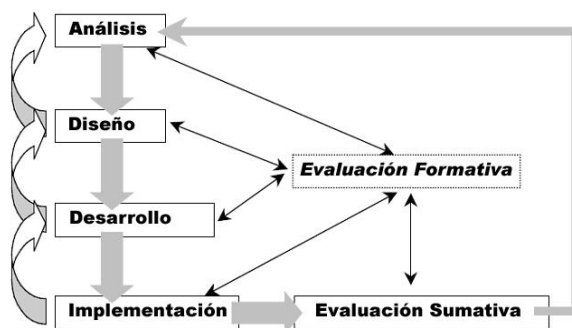 Análisis
Diseño
Evaluación Formativa
Desarrollo
Implementación
Evaluación Sumativa